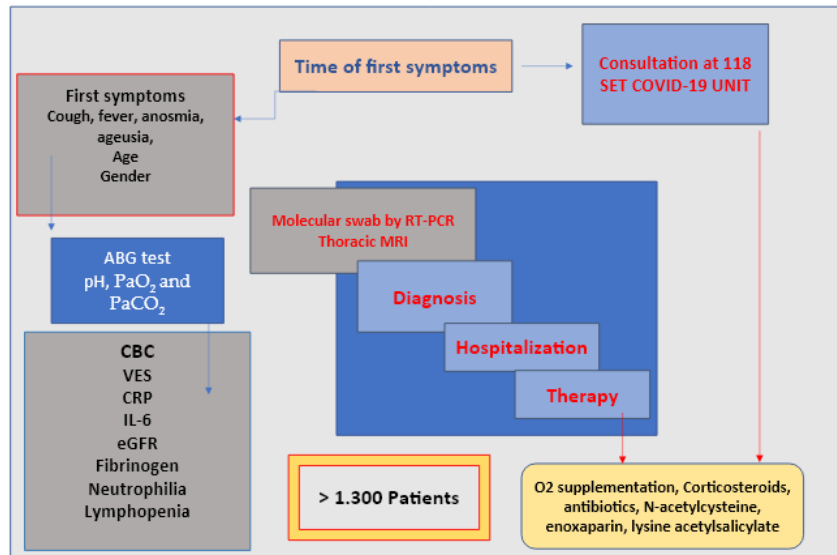 Time of first symptoms
Consultation at 118
SET COVID-19 UNIT
First symptoms
Cough, fever, anosmia,
ageusia,
Age
Gender
Molecular swab by RT-PCR
Thoracic MRI
ABG test
pH, PaO₂ and
PaCO₂
Diagnosis
Hospitalization
Therapy
CBC
VES
CRP
IL-6
eGFR
Fibrinogen
Neutrophilia
Lymphopenia
> 1.300 Patients
O2 supplementation, Corticosteroids,
antibiotics, N-acetylcysteine,
enoxaparin, lysine acetylsalicylate